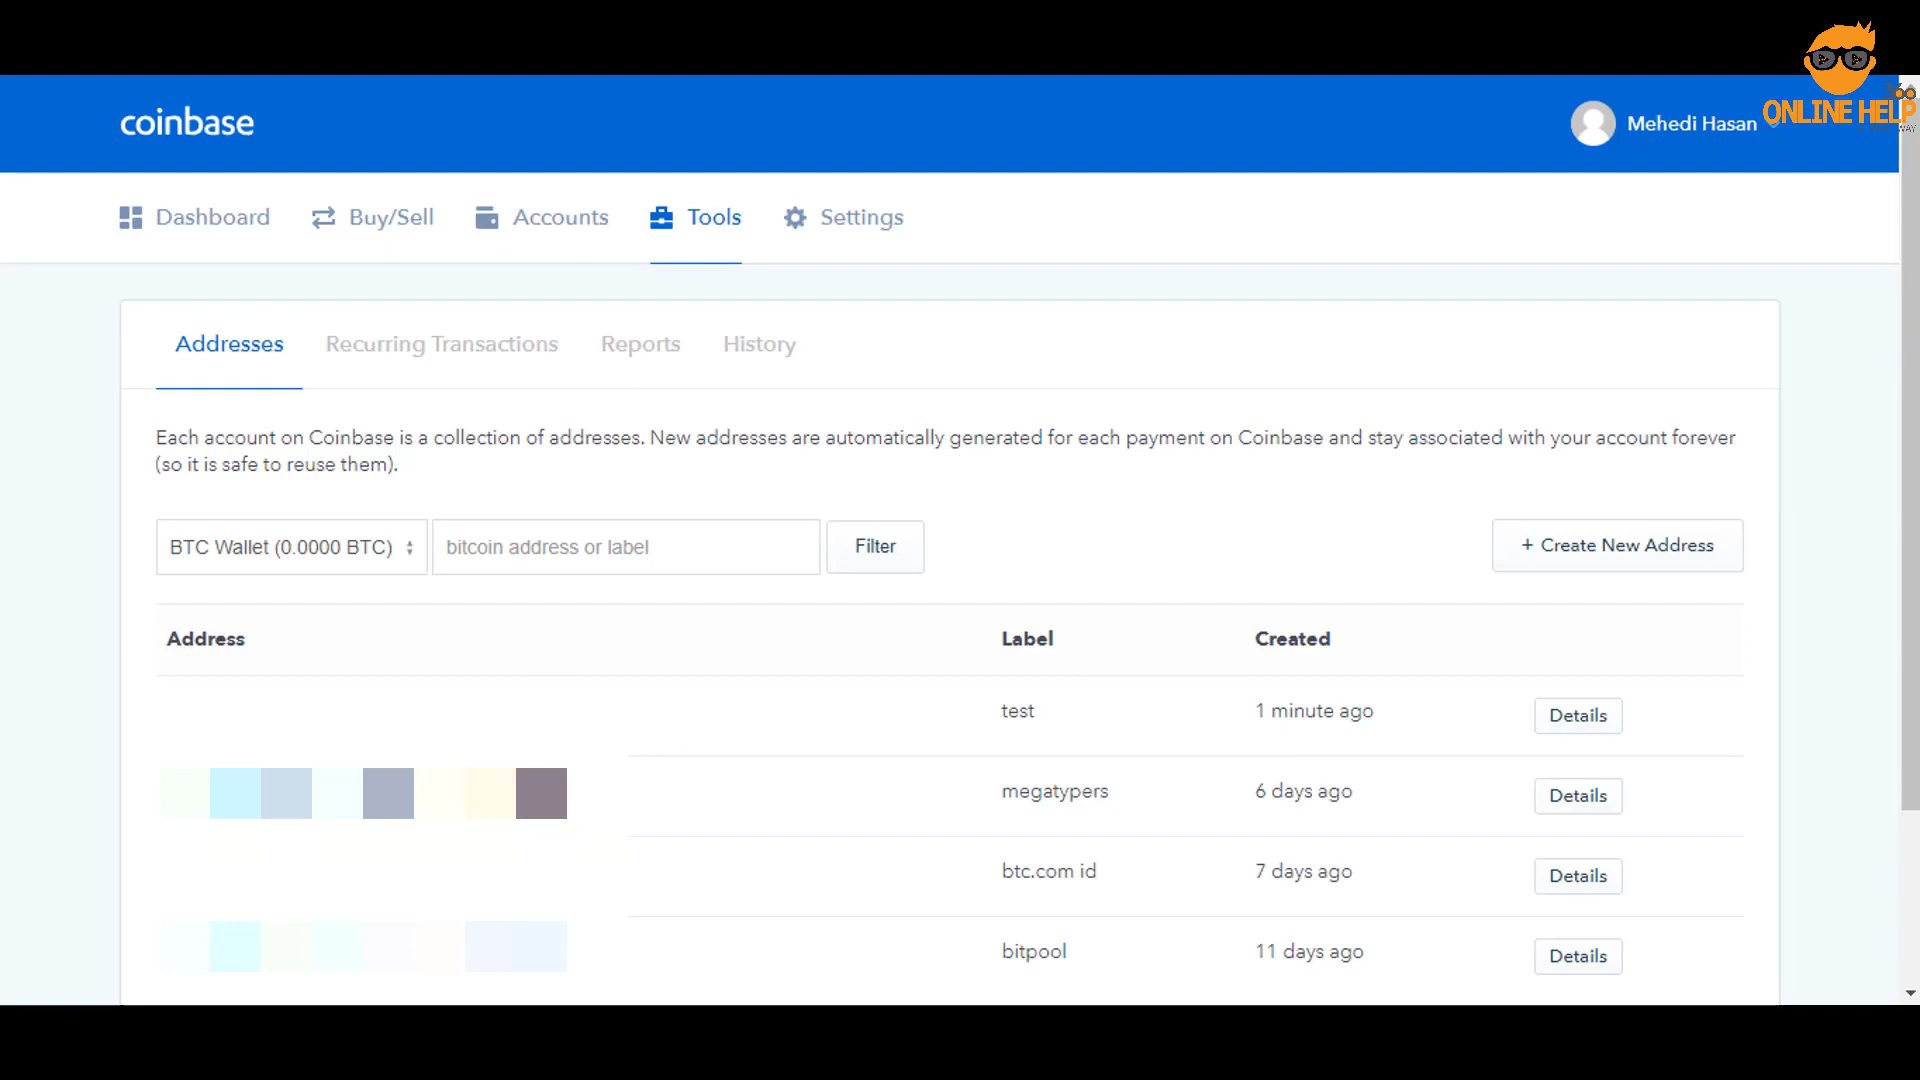 coinbase
Mehedi Hasan
ONLINE HELP
Dashboard
Buy/Sell
Accounts
Tools
Settings
Addresses
Recurring Transactions
Reports
History
Each account on Coinbase is a collection of addresses. New addresses are automatically generated for each payment on Coinbase and stay associated with your account forever
(so it is safe to reuse them).
BTC Wallet (0.0000 BTC)
bitcoin address or label
Filter
+ Create New Address
Address
Label
Created
test
1 minute ago
Details
megatypers
6 days ago
Details
btc.com id
7 days ago
Details
bitpool
11 days ago
Details